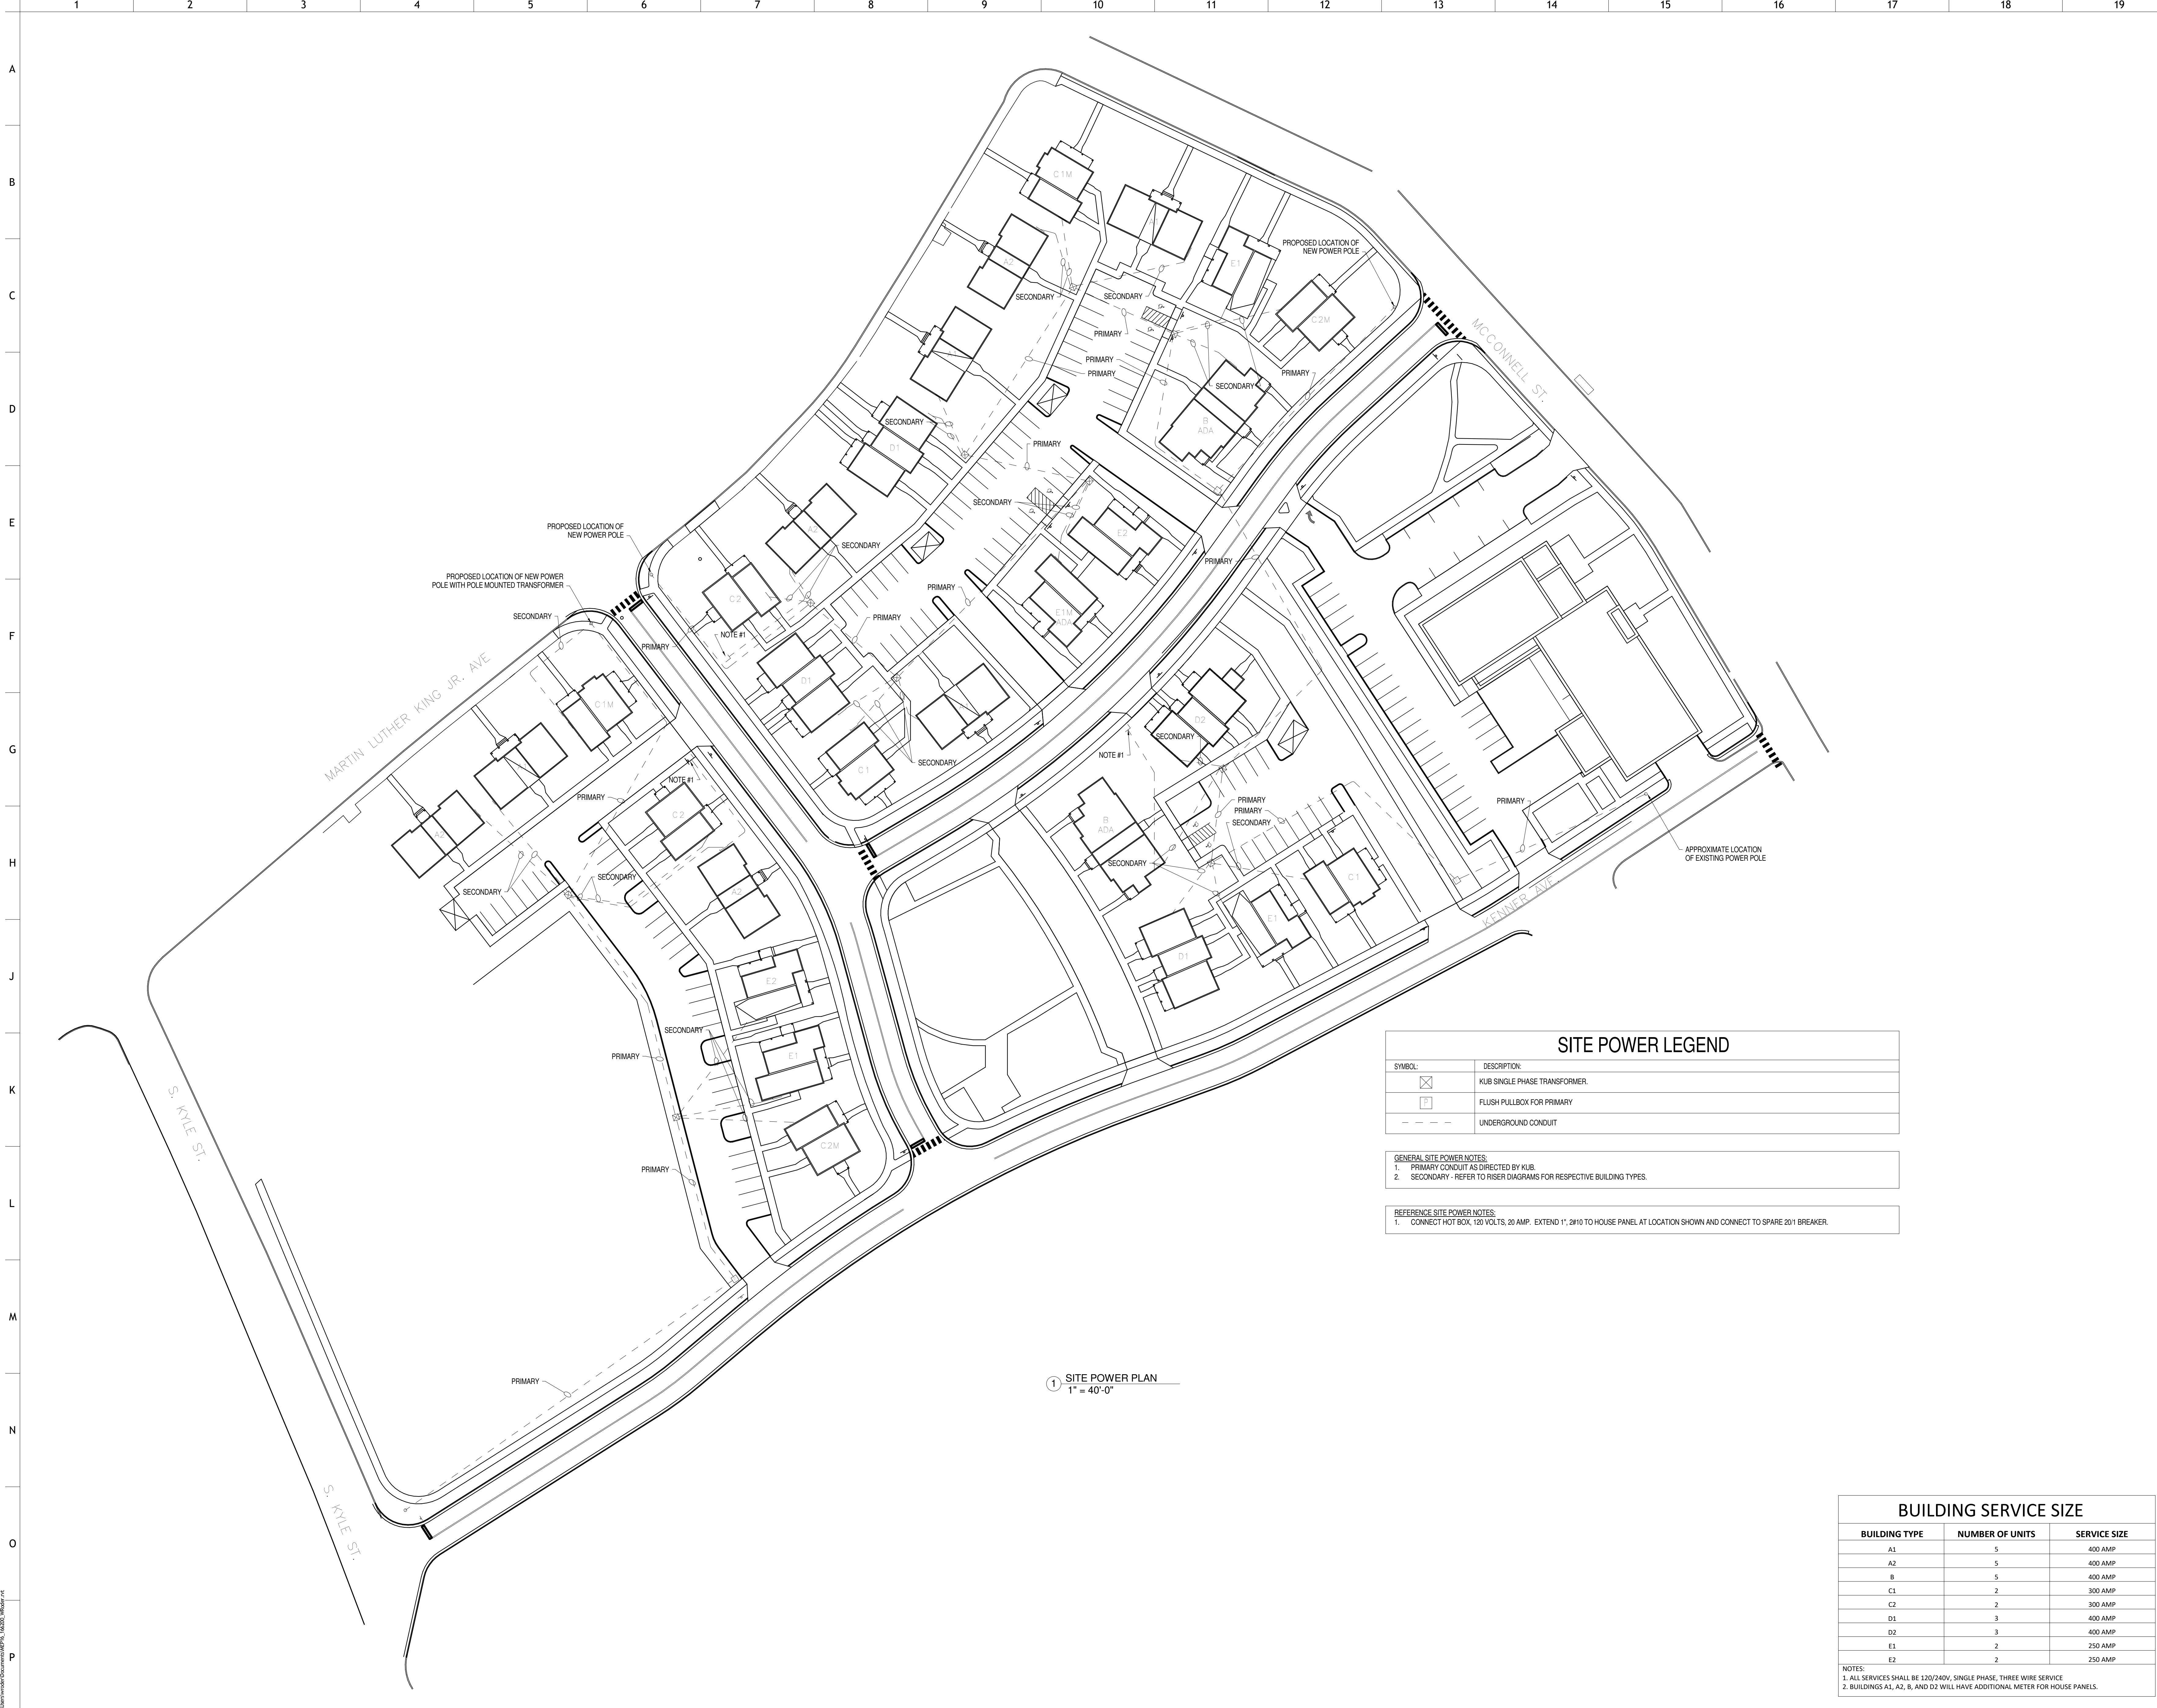 1 2 3 4 5 6 7 8 9 10 11 12 13 14 15 16 17 18 19
A
B
C
D
E
F
G
H
J
K
L
M
N
O
P
C1M
A2
E1
PROPOSED LOCATION OF
NEW POWER POLE
C2M
SECONDARY
SECONDARY
PRIMARY
PRIMARY
PRIMARY
SECONDARY
PRIMARY
MCCONNELL ST.
B
ADA
SECONDARY
D1
PRIMARY
SECONDARY
E2
PROPOSED LOCATION OF
NEW POWER POLE
SECONDARY
PRIMARY
PROPOSED LOCATION OF NEW POWER
POLE WITH POLE MOUNTED TRANSFORMER
SECONDARY
C2
PRIMARY
E1M
ADA
PRIMARY
NOTE #1
PRIMARY
MARTIN LUTHER KING JR. AVE
D1
C1M
D2
SECONDARY
NOTE #1
SECONDARY
C1
NOTE #1
PRIMARY
PRIMARY
PRIMARY
SECONDARY
PRIMARY
C2
A2
B
ADA
SECONDARY
APPROXIMATE LOCATION
OF EXISTING POWER POLE
SECONDARY
SECONDARY
A2
C1
E1
KENNER AVE.
D1
E2
SECONDARY
PRIMARY
E1
C2M
PRIMARY
S. KYLE ST.
PRIMARY
S. KYLE ST.
SITE POWER LEGEND
SYMBOL: DESCRIPTION:
KUB SINGLE PHASE TRANSFORMER.
P FLUSH PULLBOX FOR PRIMARY
UNDERGROUND CONDUIT
GENERAL SITE POWER NOTES:
1. PRIMARY CONDUIT AS DIRECTED BY KUB.
2. SECONDARY - REFER TO RISER DIAGRAMS FOR RESPECTIVE BUILDING TYPES.
REFERENCE SITE POWER NOTES:
1. CONNECT HOT BOX, 120 VOLTS, 20 AMP. EXTEND 1", 2#10 TO HOUSE PANEL AT LOCATION SHOWN AND CONNECT TO SPARE 20/1 BREAKER.
1 SITE POWER PLAN
1" = 40'-0"
BUILDING SERVICE SIZE
BUILDING TYPE NUMBER OF UNITS SERVICE SIZE
A1 5 400 AMP
A2 5 400 AMP
B 5 400 AMP
C1 2 300 AMP
C2 2 300 AMP
D1 3 400 AMP
D2 3 400 AMP
E1 2 250 AMP
E2 2 250 AMP
NOTES:
1. ALL SERVICES SHALL BE 120/240V, SINGLE PHASE, THREE WIRE SERVICE
2. BUILDINGS A1, A2, B, AND D2 WILL HAVE ADDITIONAL METER FOR HOUSE PANELS.